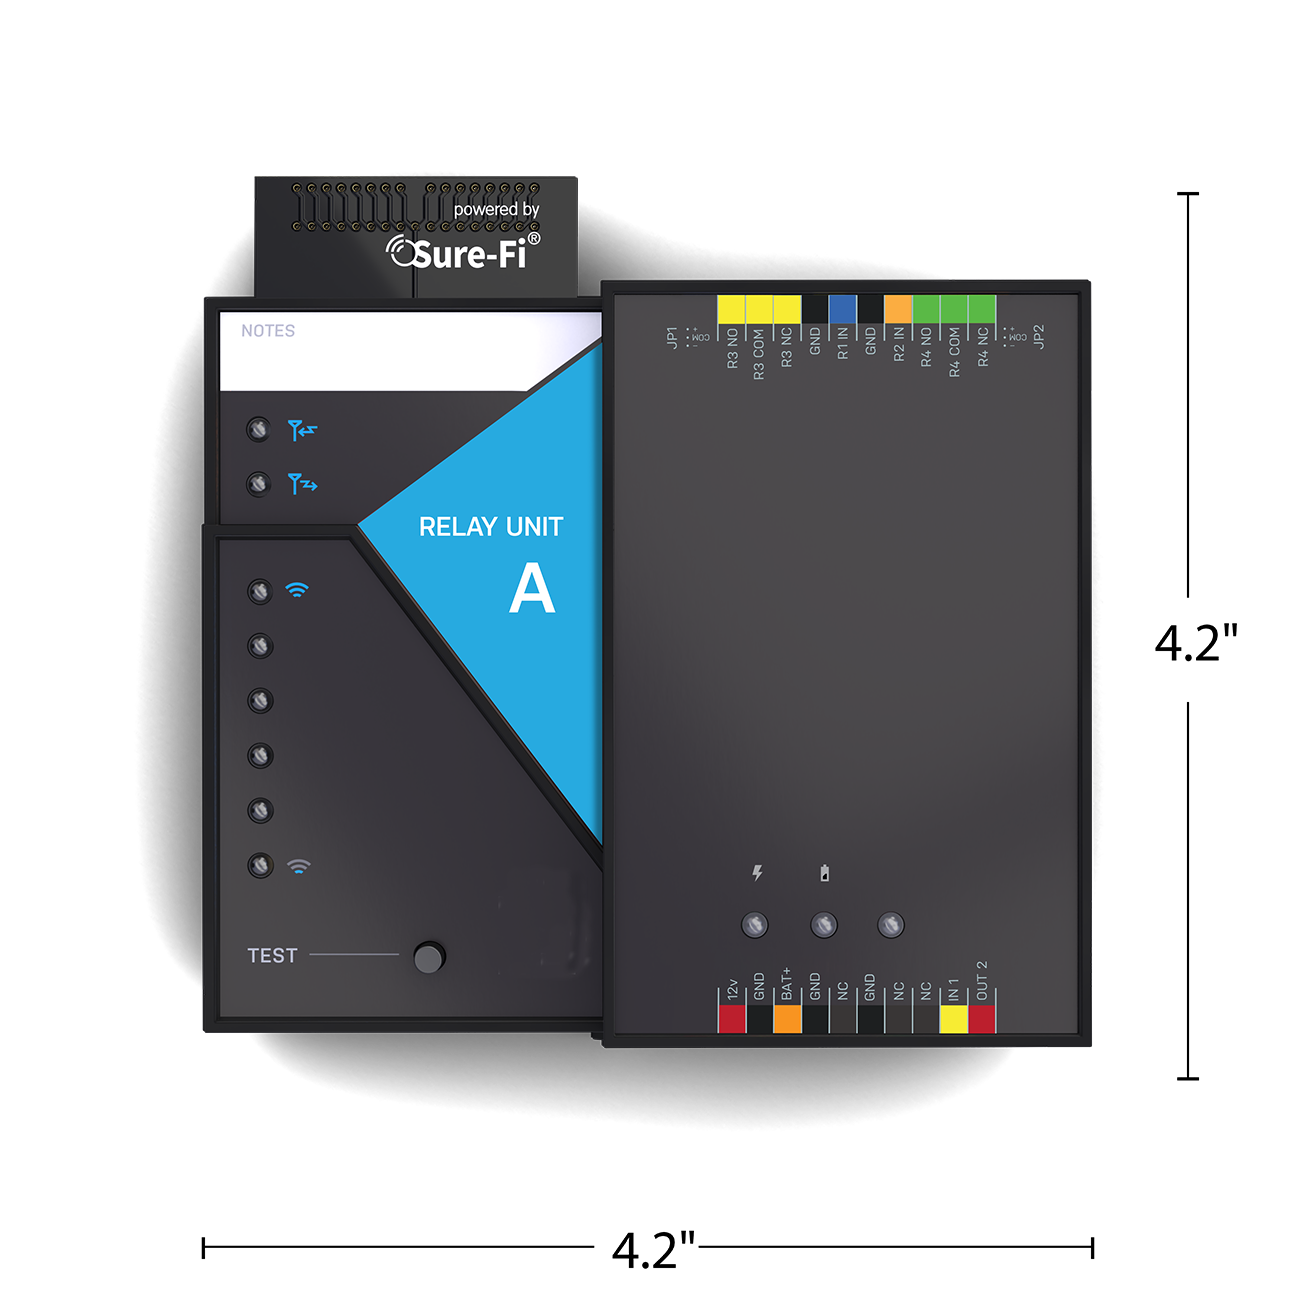 powered by
Sure-Fi®
NOTES
JP1
+ COM -
R3 NO
R3 COM
R3 NC
GND
R1 IN
GND
R2 IN
R4 NO
R4 COM
R4 NC
+ COM -
JP2
RELAY UNIT
A
4.2"
TEST
12v
GND
BAT+
GND
NC
GND
NC
NC
IN 1
OUT 2
4.2"